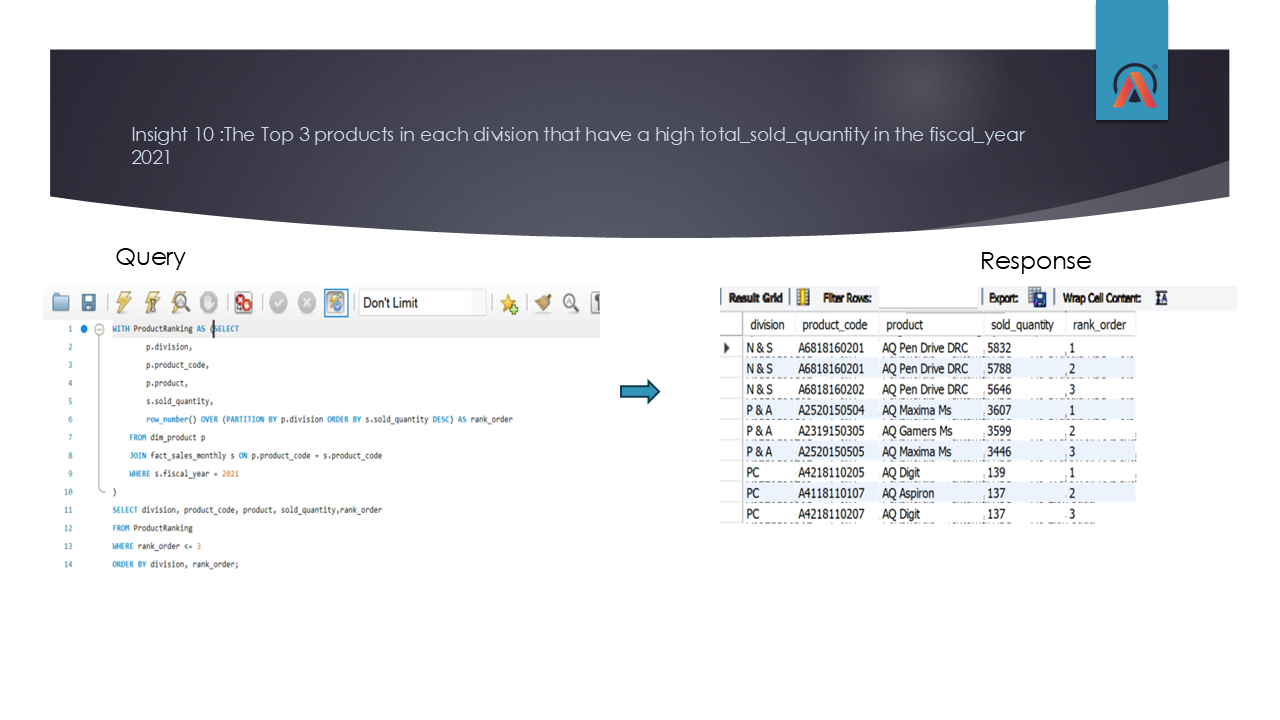 Insight 10 :The Top 3 products in each division that have a high total_sold_quantity in the fiscal_year
2021
Query
Response
Don't Limit
1 WITH ProductRanking AS (SELECT
2 p.division,
3 p.product_code,
4 p.product,
5 s.sold_quantity,
6 row_number() OVER (PARTITION BY p.division ORDER BY s.sold_quantity DESC) AS rank_order
7 FROM dim_product p
8 JOIN fact_sales_monthly s ON p.product_code = s.product_code
9 WHERE s.fiscal_year = 2021
10 )
11 SELECT division, product_code, product, sold_quantity,rank_order
12 FROM ProductRanking
13 WHERE rank_order <= 3
14 ORDER BY division, rank_order;
Result Grid Filter Rows: Export: Wrap Cell Content:
division product_code product sold_quantity rank_order
N & S A6818160201 AQ Pen Drive DRC 5832 1
N & S A6818160201 AQ Pen Drive DRC 5788 2
N & S A6818160202 AQ Pen Drive DRC 5646 3
P & A A2520150504 AQ Maxima Ms 3607 1
P & A A2319150305 AQ Gamers Ms 3599 2
P & A A2520150505 AQ Maxima Ms 3446 3
PC A4218110205 AQ Digit 139 1
PC A4118110107 AQ Aspiron 137 2
PC A4218110207 AQ Digit 137 3